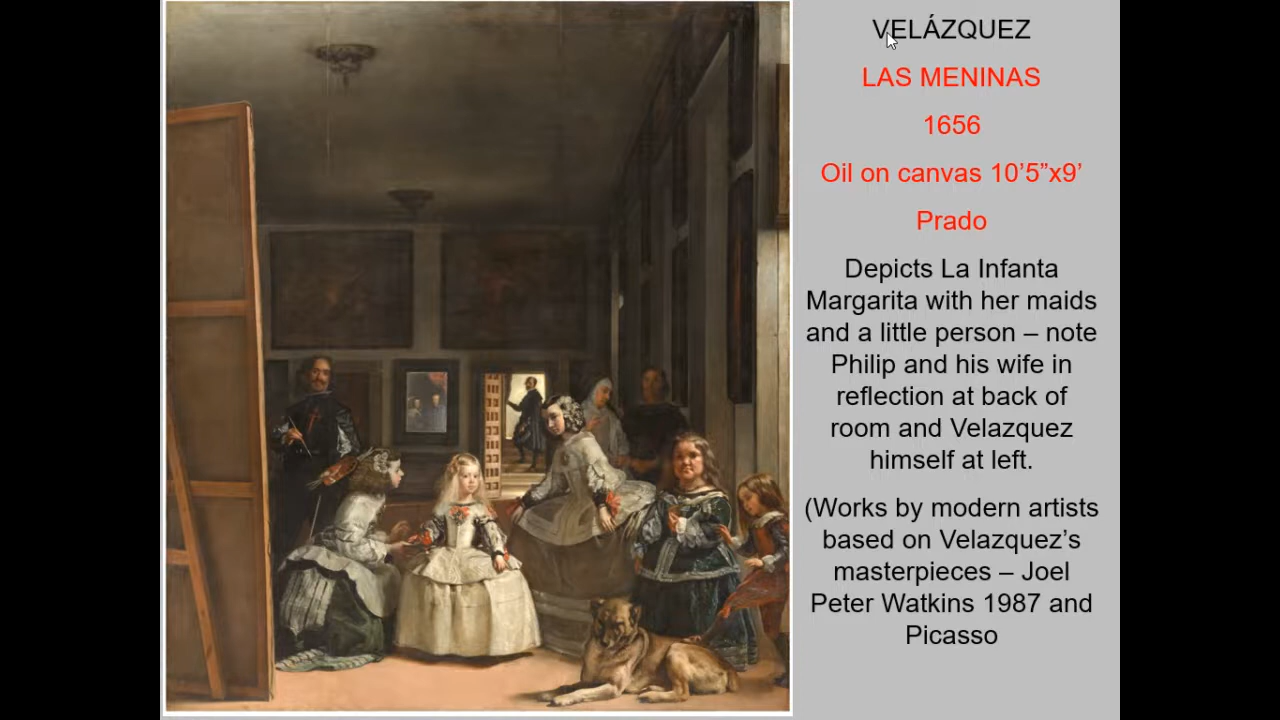 VELÁZQUEZ
LAS MENINAS
1656
Oil on canvas 10’5”x9’
Prado
Depicts La Infanta
Margarita with her maids
and a little person – note
Philip and his wife in
reflection at back of
room and Velazquez
himself at left.
(Works by modern artists
based on Velazquez’s
masterpieces – Joel
Peter Watkins 1987 and
Picasso